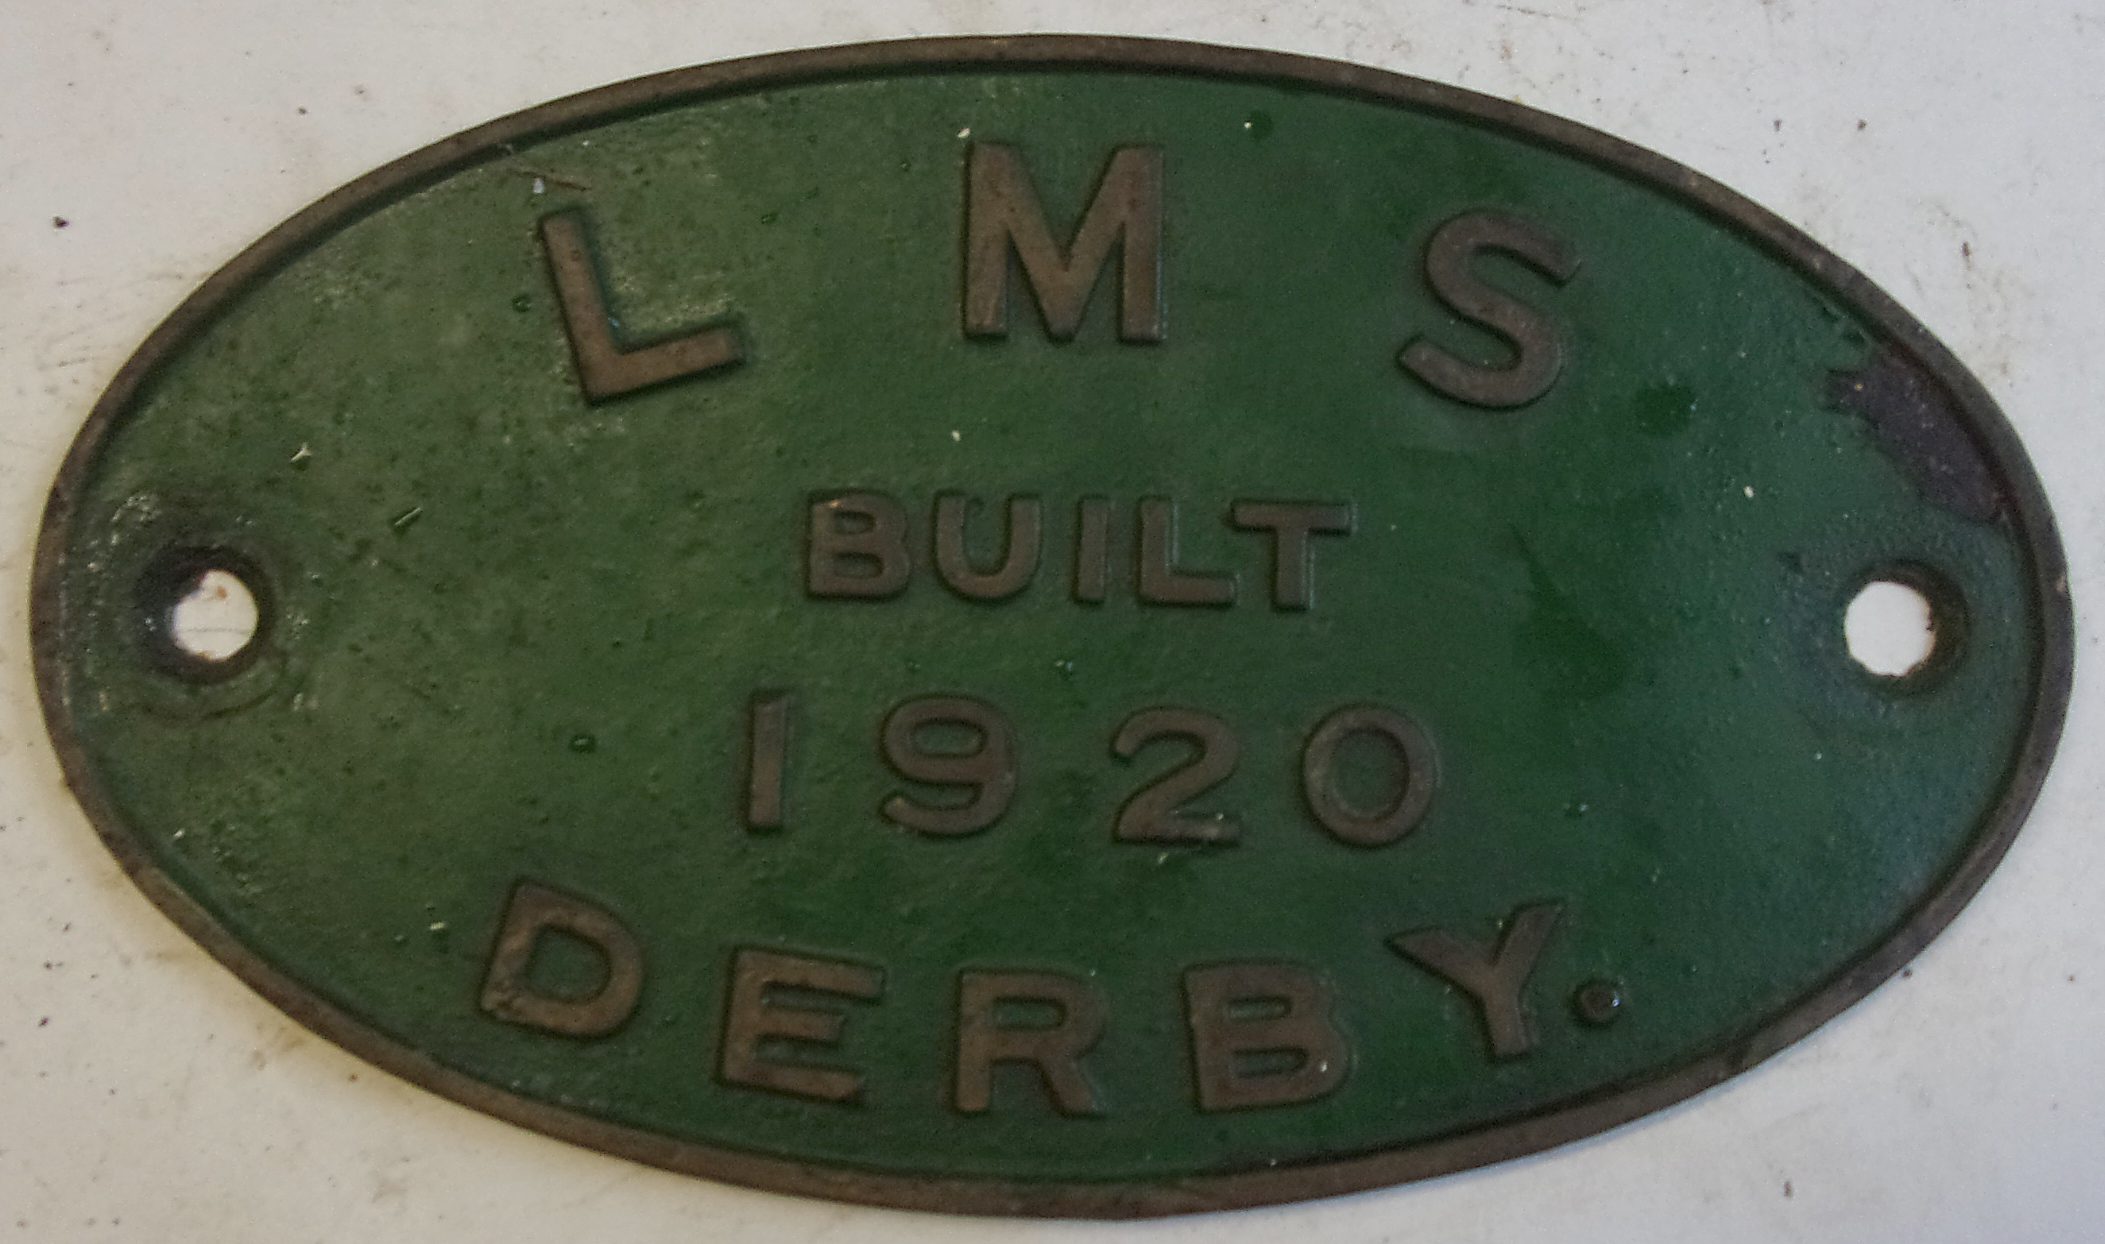 L M S
BUILT
1920
DERBY.